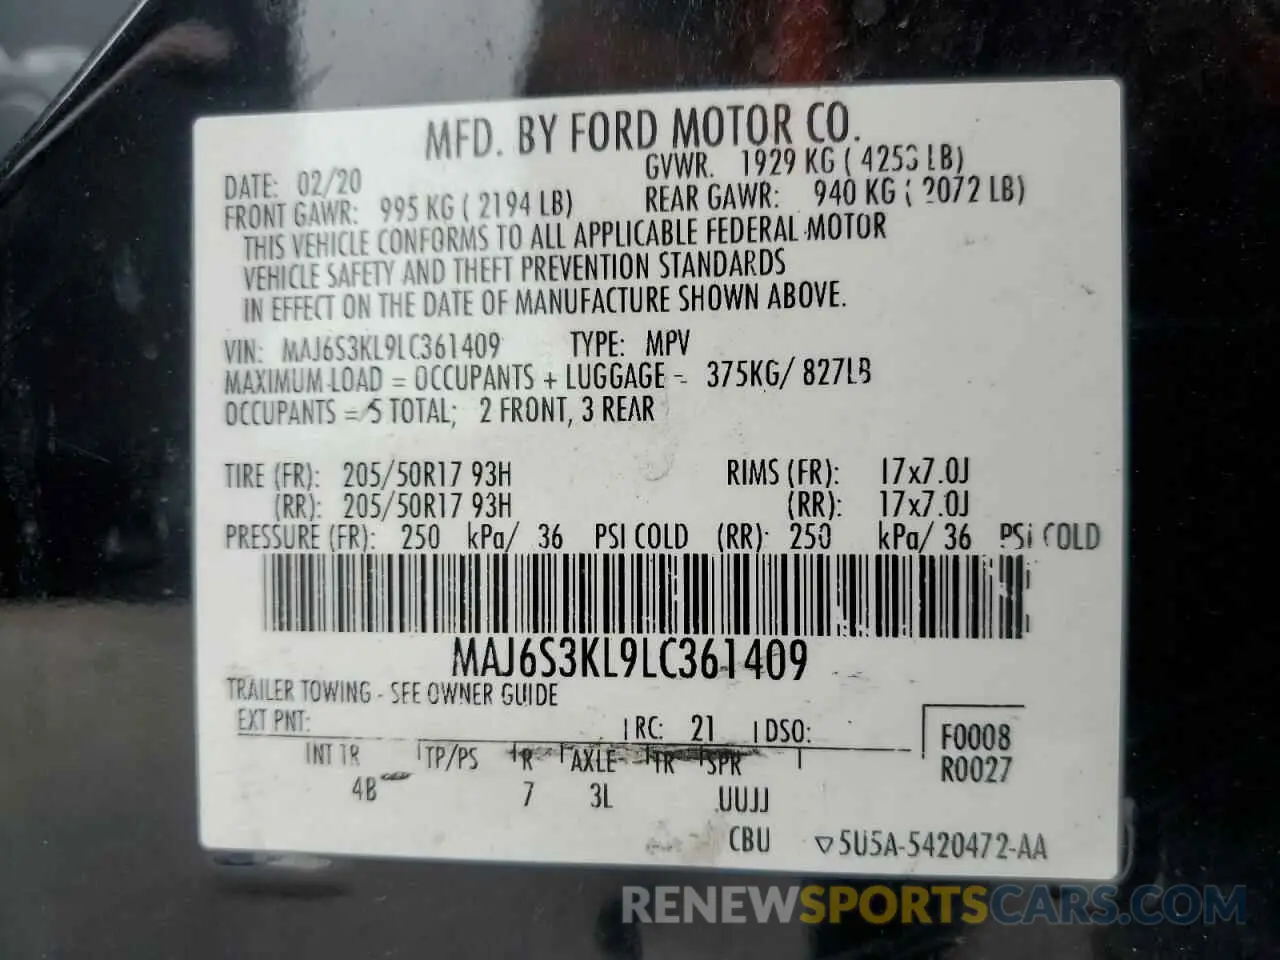 MFD. BY FORD MOTOR CO.
DATE: 02/20 GVWR. 1929 KG ( 4253 LB)
FRONT GAWR: 995 KG ( 2194 LB) REAR GAWR: 940 KG ( 2072 LB)
THIS VEHICLE CONFORMS TO ALL APPLICABLE FEDERAL MOTOR
VEHICLE SAFETY AND THEFT PREVENTION STANDARDS
IN EFFECT ON THE DATE OF MANUFACTURE SHOWN ABOVE.
VIN: MAJ6S3KL9LC361409 TYPE: MPV
MAXIMUM LOAD = OCCUPANTS + LUGGAGE = 375KG/ 827LB
OCCUPANTS = 5 TOTAL; 2 FRONT, 3 REAR
TIRE (FR): 205/50R17 93H RIMS (FR): 17x7.0J
(RR): 205/50R17 93H (RR): 17x7.0J
PRESSURE (FR): 250 kPa/ 36 PSI COLD (RR): 250 kPa/ 36 PSI COLD
MAJ6S3KL9LC361409
TRAILER TOWING - SEE OWNER GUIDE
EXT PNT: RC: 21 DSO:
F0008
INT TR TP/PS R AXLE TR SPR
R0027
4B 7 3L UUJJ
CBU ▽5U5A-5420472-AA
RENEWSPORTSCARS.COM